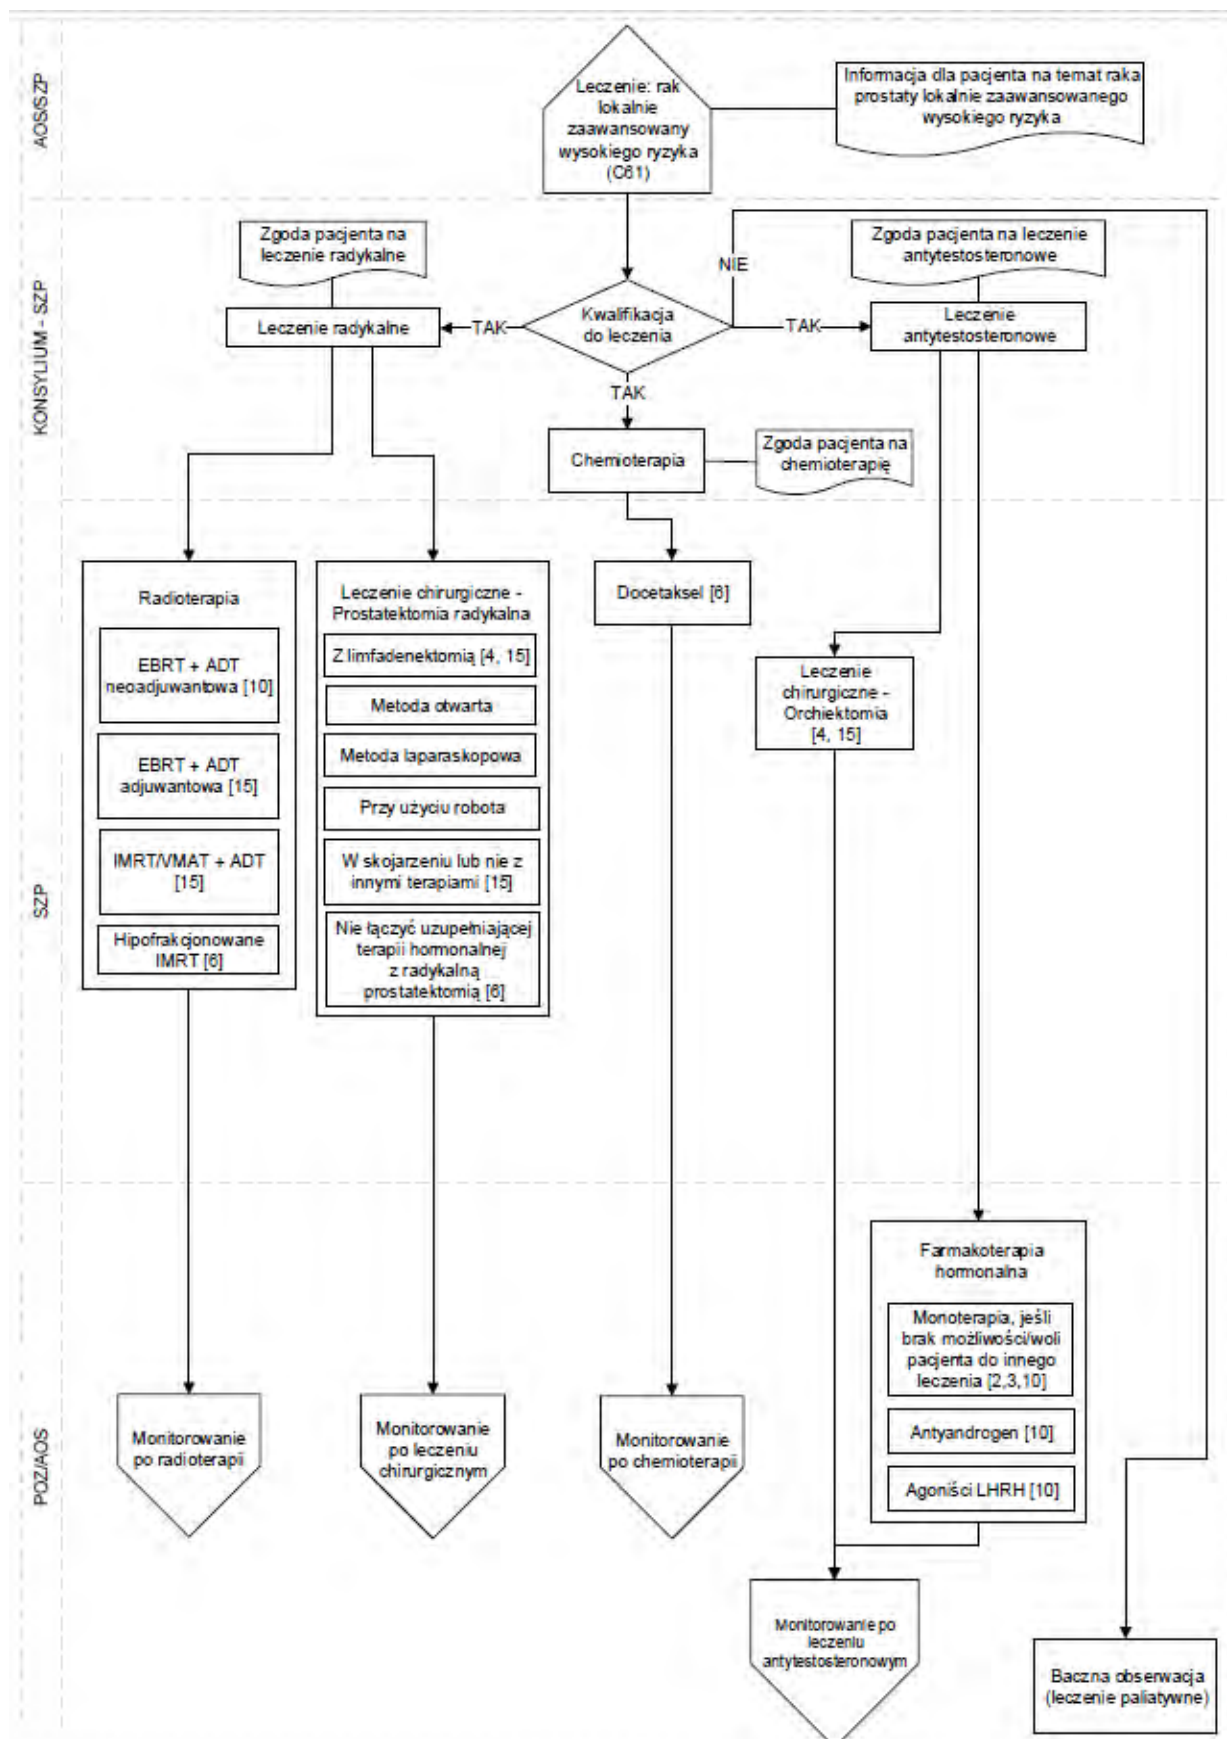 AOS/SZP
Leczenie: rak
lokalnie
zaawansowany
wysokiego ryzyka
(C61)
Informacja dla pacjenta na temat raka
prostaty lokalnie zaawansowanego
wysokiego ryzyka
KONSYLIUM - SZP
Zgoda pacjenta na
leczenie radykalne
Zgoda pacjenta na leczenie
antytestosteronowe
NIE
Leczenie radykalne
TAK
Kwalifikacja
do leczenia
TAK
Leczenie
antytestosteronowe
TAK
Chemioterapia
Zgoda pacjenta na
chemioterapię
SZP
Radioterapia
EBRT + ADT
neoadjuwantowa [10]
EBRT + ADT
adjuwantowa [15]
IMRT/VMAT + ADT
[15]
Hipofrakcjonowane
IMRT [6]
Leczenie chirurgiczne -
Prostatektomia radykalna
Z limfadenektomią [4, 15]
Metoda otwarta
Metoda laparaskopowa
Przy użyciu robota
W skojarzeniu lub nie z
innymi terapiami [15]
Nie łączyć uzupełniającej
terapii hormonalnej
z radykalną
prostatektomią [6]
Docetaksel [6]
Leczenie
chirurgiczne -
Orchiektomia
[4, 15]
POZ/AOS
Farmakoterapia
hormonalna
Monoterapia, jeśli
brak możliwości/woli
pacjenta do innego
leczenia [2,3,10]
Antyandrogen [10]
Agoniści LHRH [10]
Monitorowanie
po radioterapii
Monitorowanie
po leczeniu
chirurgicznym
Monitorowanie
po chemioterapii
Monitorowanie po
leczeniu
antytestosteronowym
Baczna obserwacja
(leczenie paliatywne)